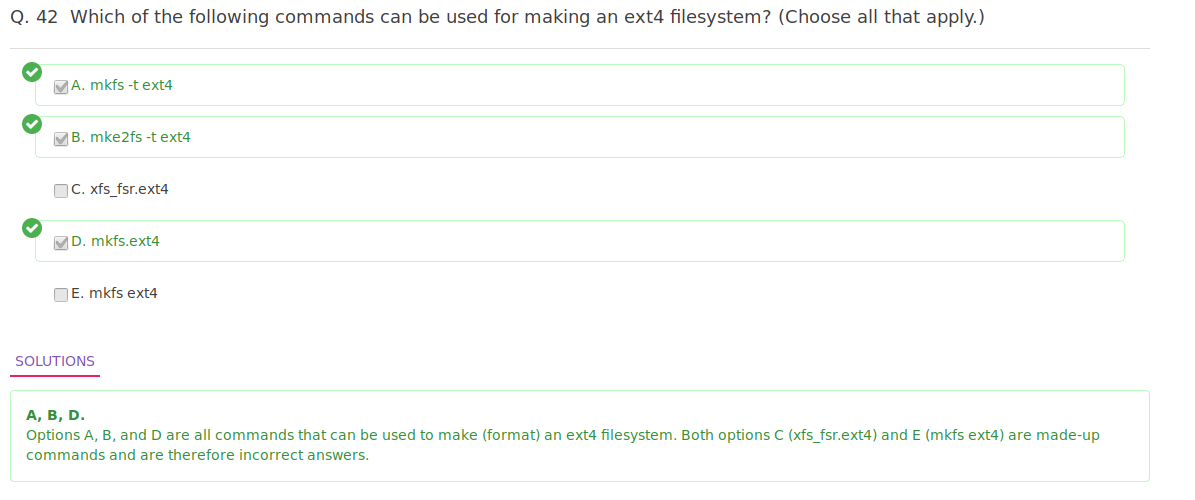 Q. 42 Which of the following commands can be used for making an ext4 filesystem? (Choose all that apply.)
A. mkfs -t ext4
B. mke2fs -t ext4
C. xfs_fsr.ext4
D. mkfs.ext4
E. mkfs ext4
SOLUTIONS
A, B, D.
Options A, B, and D are all commands that can be used to make (format) an ext4 filesystem. Both options C (xfs_fsr.ext4) and E (mkfs ext4) are made-up
commands and are therefore incorrect answers.